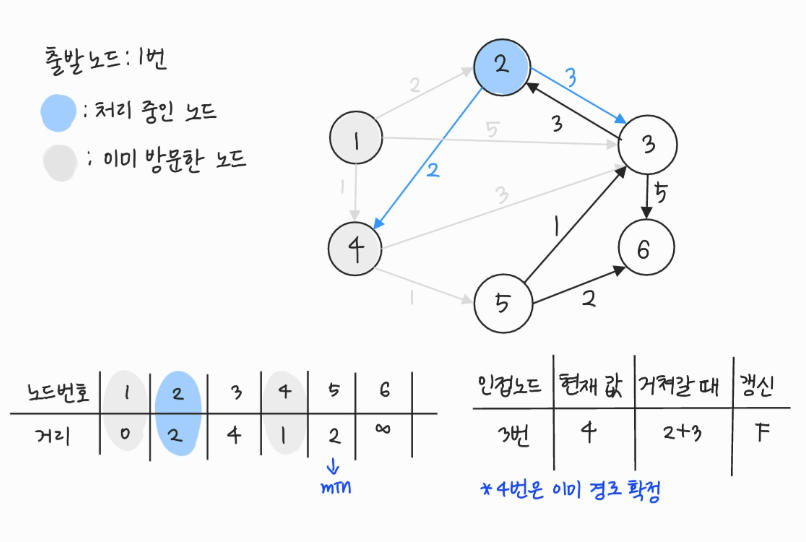 출발노드: 1번
: 처리 중인 노드
: 이미 방문한 노드
2
2
3
1
5
3
3
1
2
5
4
3
1
6
1
5
2
노드번호 1 2 3 4 5 6
거리 0 2 4 1 2 ∞
min
인접노드 현재 값 거쳐갈 때 갱신
3번 4 2+3 F
*4번은 이미 경로 확정